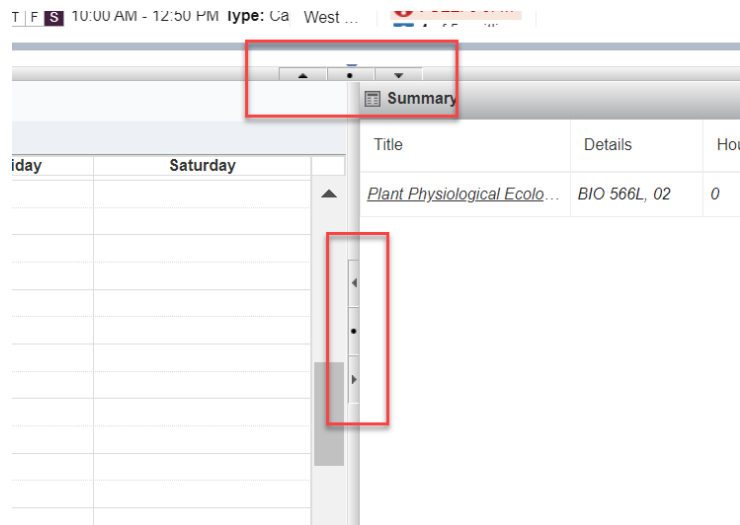 T | F S 10:00 AM - 12:50 PM Type: Ca West ...
Summary
Title Details Hou
iday Saturday
Plant Physiological Ecolo... BIO 566L, 02 0